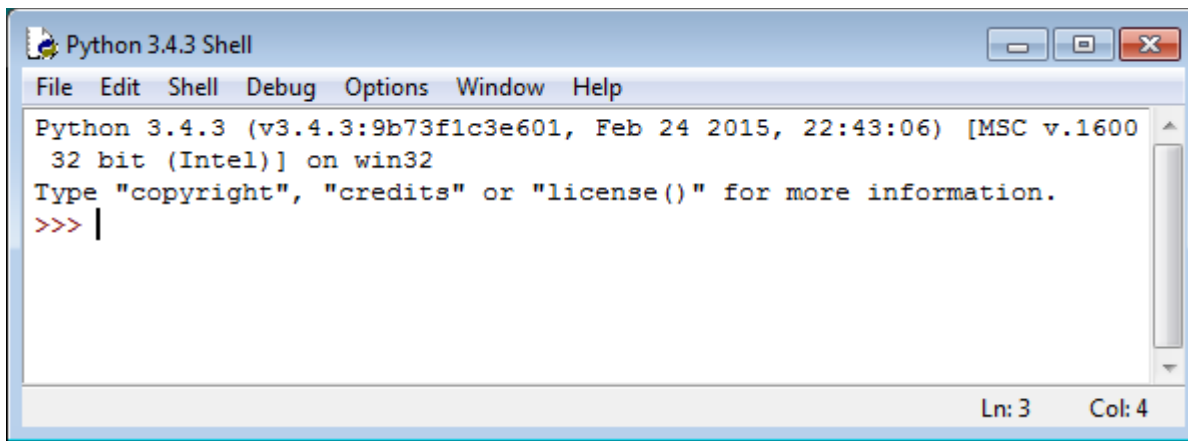 Python 3.4.3 Shell
File Edit Shell Debug Options Window Help
Python 3.4.3 (v3.4.3:9b73f1c3e601, Feb 24 2015, 22:43:06) [MSC v.1600
 32 bit (Intel)] on win32
Type "copyright", "credits" or "license()" for more information.
>>>
Ln: 3 Col: 4